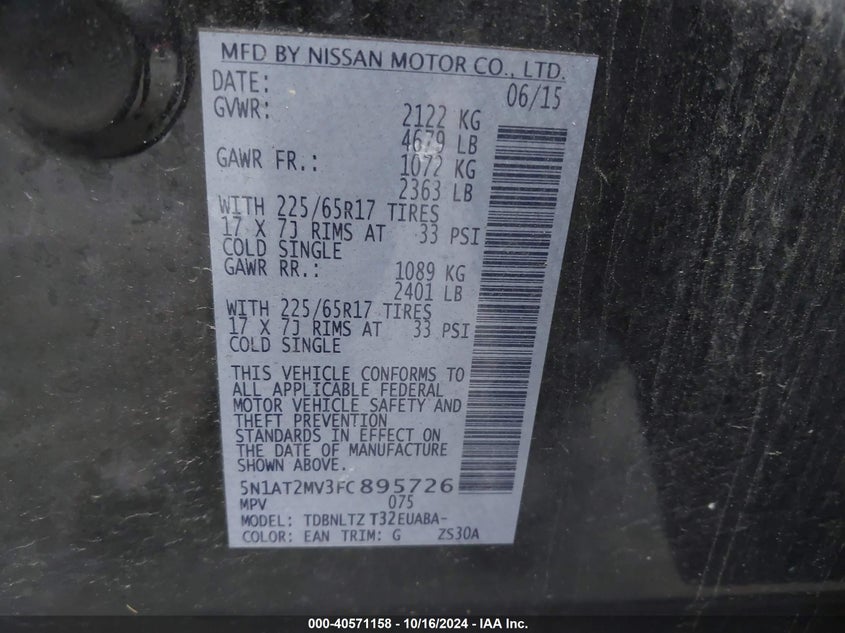 MFD BY NISSAN MOTOR CO., LTD.
DATE: 06/15
GVWR: 2122 KG
4679 LB
GAWR FR.: 1072 KG
2363 LB
WITH 225/65R17 TIRES
17 X 7J RIMS AT 33 PSI
COLD SINGLE
GAWR RR.: 1089 KG
2401 LB
WITH 225/65R17 TIRES
17 X 7J RIMS AT 33 PSI
COLD SINGLE
THIS VEHICLE CONFORMS TO
ALL APPLICABLE FEDERAL
MOTOR VEHICLE SAFETY AND
THEFT PREVENTION
STANDARDS IN EFFECT ON
THE DATE OF MANUFACTURE
SHOWN ABOVE.
5N1AT2MV3FC895726
MPV 075
MODEL: TDBNLTZ T32EUABA-
COLOR: EAN TRIM: G ZS30A
000-40571158 - 10/16/2024 - IAA Inc.